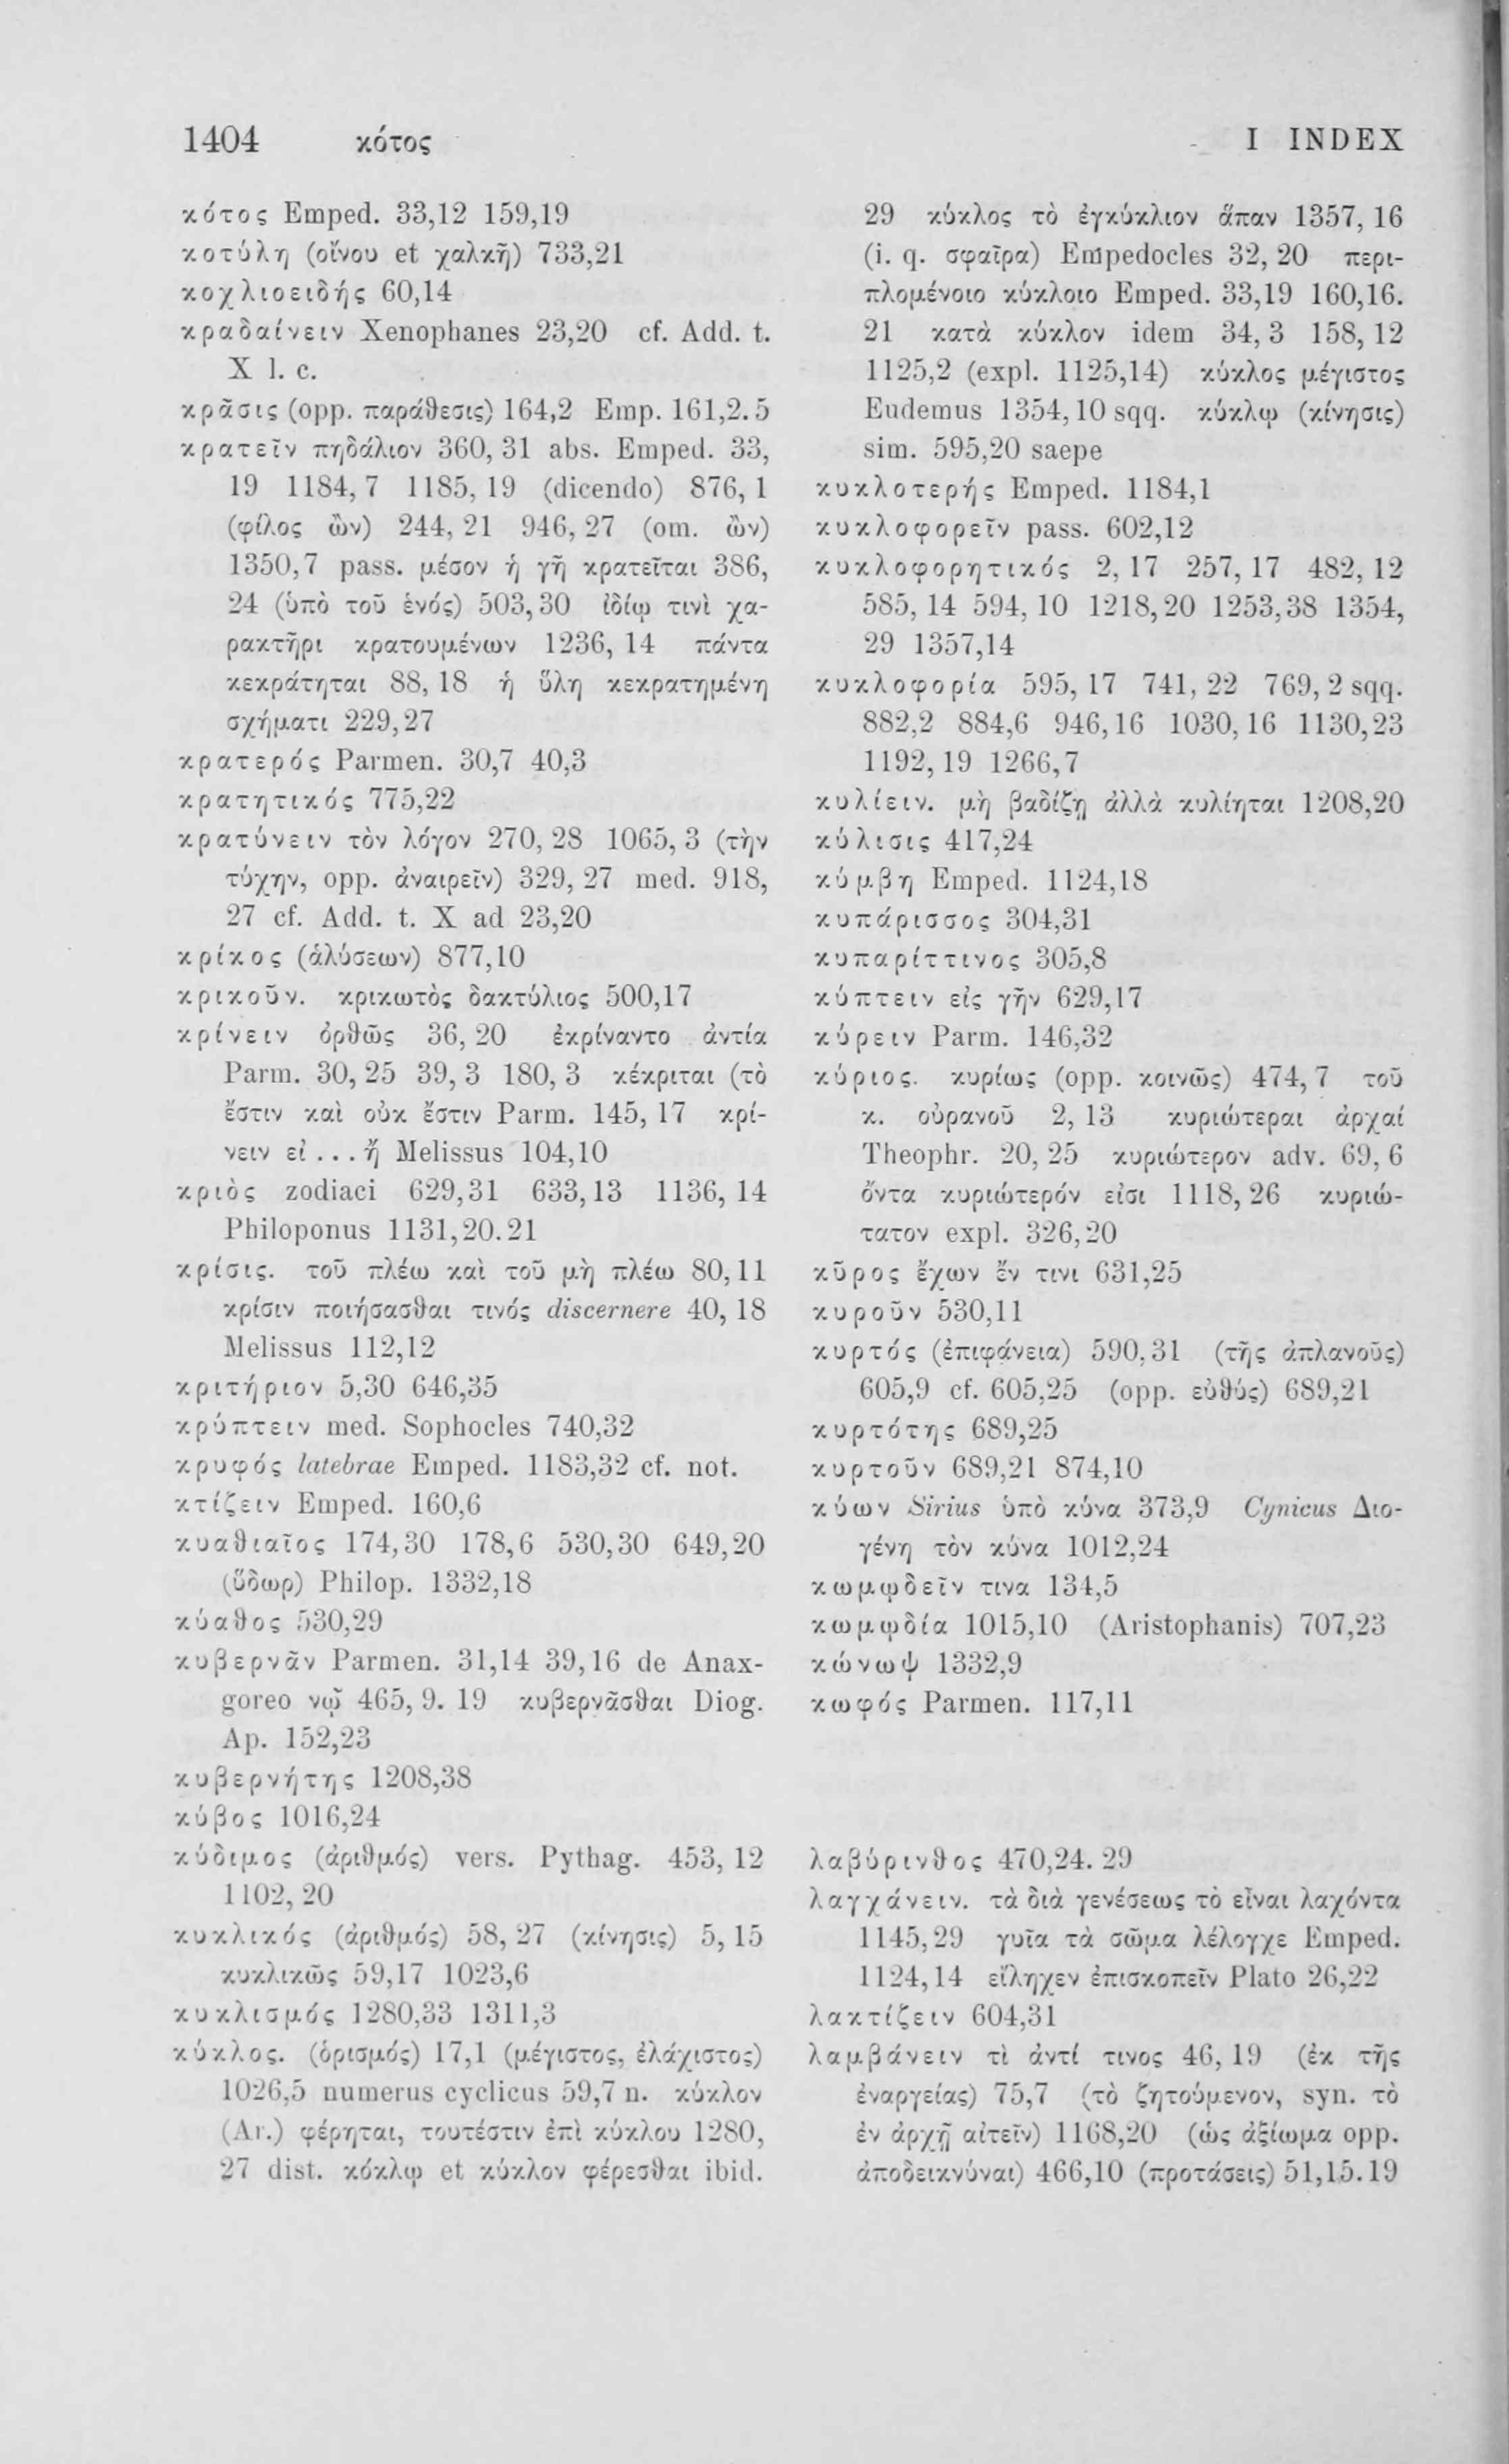 1404 κότος
I INDEX
κότος Emped. 33,12 159,19
κοτύλη (οἴνου et χαλκῆ) 733,21
κοχλιοειδής 60,14
κραδαίνειν Xenophanes 23,20 cf. Add. t.
X l. c.
κρᾶσις (opp. παράθεσις) 164,2 Emp. 161,2.5
κρατεῖν πηδάλιον 360, 31 abs. Emped. 33,
19 1184, 7 1185, 19 (dicendo) 876, 1
(φίλος ὢν) 244, 21 946, 27 (om. ὢν)
1350,7 pass. μέσον ἡ γῆ κρατεῖται 386,
24 (ὑπὸ τοῦ ἑνός) 503,30 ἰδίῳ τινὶ χα-
ρακτῆρι κρατουμένων 1236, 14 πάντα
κεκράτηται 88, 18 ἡ ὕλη κεκρατημένη
σχήματι 229,27
κρατερός Parmen. 30,7 40,3
κρατητικός 775,22
κρατύνειν τὸν λόγον 270, 28 1065, 3 (τὴν
τύχην, opp. ἀναιρεῖν) 329, 27 med. 918,
27 cf. Add. t. X ad 23,20
κρίκος (ἁλύσεων) 877,10
κρικοῦν. κρικωτὸς δακτύλιος 500,17
κρίνειν ὀρθῶς 36, 20 ἐκρίναντο ἀντία
Parm. 30, 25 39, 3 180, 3 κέκριται (τὸ
ἔστιν καὶ οὐκ ἔστιν Parm. 145, 17 κρί-
νειν εἰ ... ἤ Melissus 104,10
κριὸς zodiaci 629,31 633,13 1136, 14
Philoponus 1131,20.21
κρίσις. τοῦ πλέω καὶ τοῦ μὴ πλέω 80,11
κρίσιν ποιήσασθαι τινός discernere 40, 18
Melissus 112,12
κριτήριον 5,30 646,35
κρύπτειν med. Sophocles 740,32
κρυφός latebrae Emped. 1183,32 cf. not.
κτίζειν Emped. 160,6
κυαθιαῖος 174,30 178,6 530,30 649,20
(ὕδωρ) Philop. 1332,18
κύαθος 530,29
κυβερνᾶν Parmen. 31,14 39,16 de Anax-
goreo νῷ 465, 9. 19 κυβερνᾶσθαι Diog.
Ap. 152,23
κυβερνήτης 1208,38
κύβος 1016,24
κύδιμος (ἀριθμός) vers. Pythag. 453, 12
1102, 20
κυκλικός (ἀριθμός) 58, 27 (κίνησις) 5, 15
κυκλικῶς 59,17 1023,6
κυκλισμός 1280,33 1311,3
κύκλος. (ὁρισμός) 17,1 (μέγιστος, ἐλάχιστος)
1026,5 numerus cyclicus 59,7 n. κύκλον
(Ar.) φέρηται, τουτέστιν ἐπὶ κύκλου 1280,
27 dist. κόκλῳ et κύκλον φέρεσθαι ibid.
29 κύκλος τὸ ἐγκύκλιον ἅπαν 1357, 16
(i. q. σφαῖρα) Empedocles 32, 20 περι-
πλομένοιο κύκλοιο Emped. 33,19 160,16.
21 κατὰ κύκλον idem 34, 3 158, 12
1125,2 (expl. 1125,14) κύκλος μέγιστος
Eudemus 1354, 10 sqq. κύκλῳ (κίνησις)
sim. 595,20 saepe
κυκλοτερής Emped. 1184,1
κυκλοφορεῖν pass. 602,12
κυκλοφορητικός 2, 17 257, 17 482, 12
585, 14 594, 10 1218,20 1253,38 1354,
29 1357,14
κυκλοφορία 595, 17 741, 22 769, 2 sqq.
882,2 884,6 946,16 1030,16 1130,23
1192,19 1266,7
κυλίειν. μὴ βαδίζῃ ἀλλὰ κυλίηται 1208,20
κύλισις 417,24
κύμβη Emped. 1124,18
κυπάρισσος 304,31
κυπαρίττινος 305,8
κύπτειν εἰς γῆν 629,17
κύρειν Parm. 146,32
κύριος. κυρίως (opp. κοινῶς) 474, 7 τοῦ
κ. οὐρανοῦ 2, 13 κυριώτεραι ἀρχαί
Theophr. 20, 25 κυριώτερον adv. 69, 6
ὄντα κυριώτερόν εἰσι 1118, 26 κυριώ-
τατον expl. 326,20
κῦρος ἔχων ἔν τινι 631,25
κυροῦν 530,11
κυρτός (ἐπιφάνεια) 590,31 (τῆς ἀπλανοῦς)
605,9 cf. 605,25 (opp. εὐθύς) 689,21
κυρτότης 689,25
κυρτοῦν 689,21 874,10
κύων Sirius ὑπὸ κύνα 373,9 Cynicus Διο-
γένη τὸν κύνα 1012,24
κωμῳδεῖν τινα 134,5
κωμῳδία 1015,10 (Aristophanis) 707,23
κώνωψ 1332,9
κωφός Parmen. 117,11
λαβύρινθος 470,24. 29
λαγχάνειν. τὰ διὰ γενέσεως τὸ εἶναι λαχόντα
1145,29 γυῖα τὰ σῶμα λέλογχε Emped.
1124,14 εἴληχεν ἐπισκοπεῖν Plato 26,22
λακτίζειν 604,31
λαμβάνειν τὶ ἀντί τινος 46, 19 (ἐκ τῆς
ἐναργείας) 75,7 (τὸ ζητούμενον, syn. τὸ
ἐν ἀρχῇ αἰτεῖν) 1168,20 (ὡς ἀξίωμα opp.
ἀποδεικνύναι) 466,10 (προτάσεις) 51,15.19